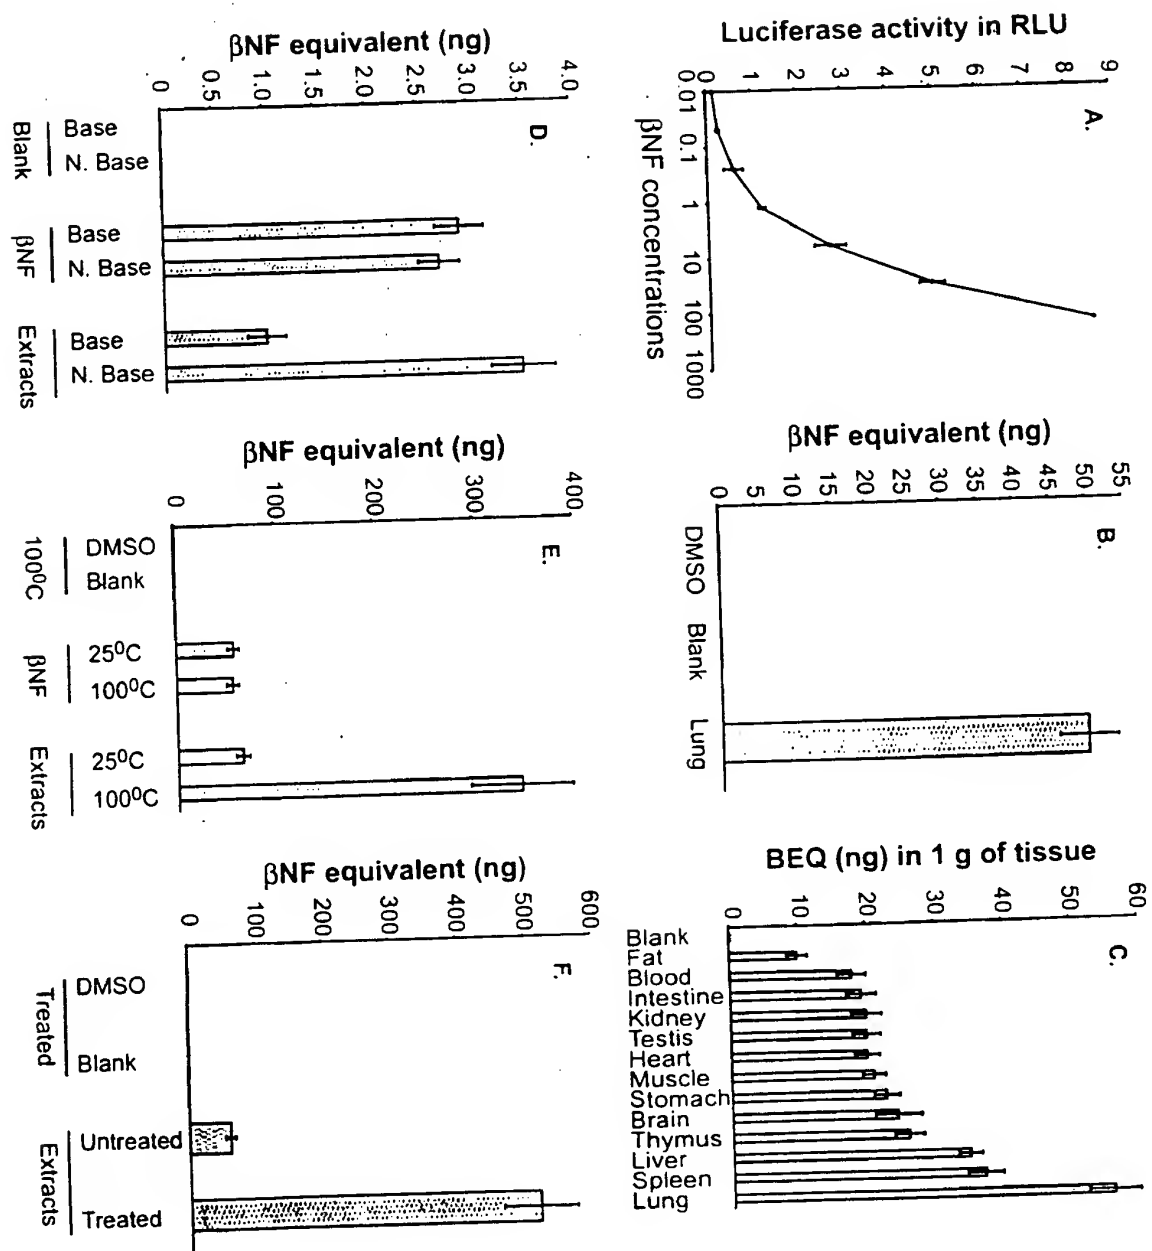 A.
Luciferase activity in RLU
9
8
7
6
5
4
3
2
1
0
0.01
0.1
1
10
100
1000
βNF concentrations
B.
βNF equivalent (ng)
55
50
45
40
35
30
25
20
15
10
5
0
DMSO
Blank
Lung
C.
BEQ (ng) in 1 g of tissue
60
50
40
30
20
10
0
Blank
Fat
Blood
Intestine
Kidney
Testis
Heart
Muscle
Stomach
Brain
Thymus
Liver
Spleen
Lung
D.
βNF equivalent (ng)
4.0
3.5
3.0
2.5
2.0
1.5
1.0
0.5
0
Base
N. Base
Blank
Base
N. Base
βNF
Base
N. Base
Extracts
E.
βNF equivalent (ng)
400
300
200
100
0
DMSO
Blank
100⁰C
25⁰C
100⁰C
βNF
25⁰C
100⁰C
Extracts
F.
βNF equivalent (ng)
600
500
400
300
200
100
0
DMSO
Blank
Treated
Untreated
Treated
Extracts